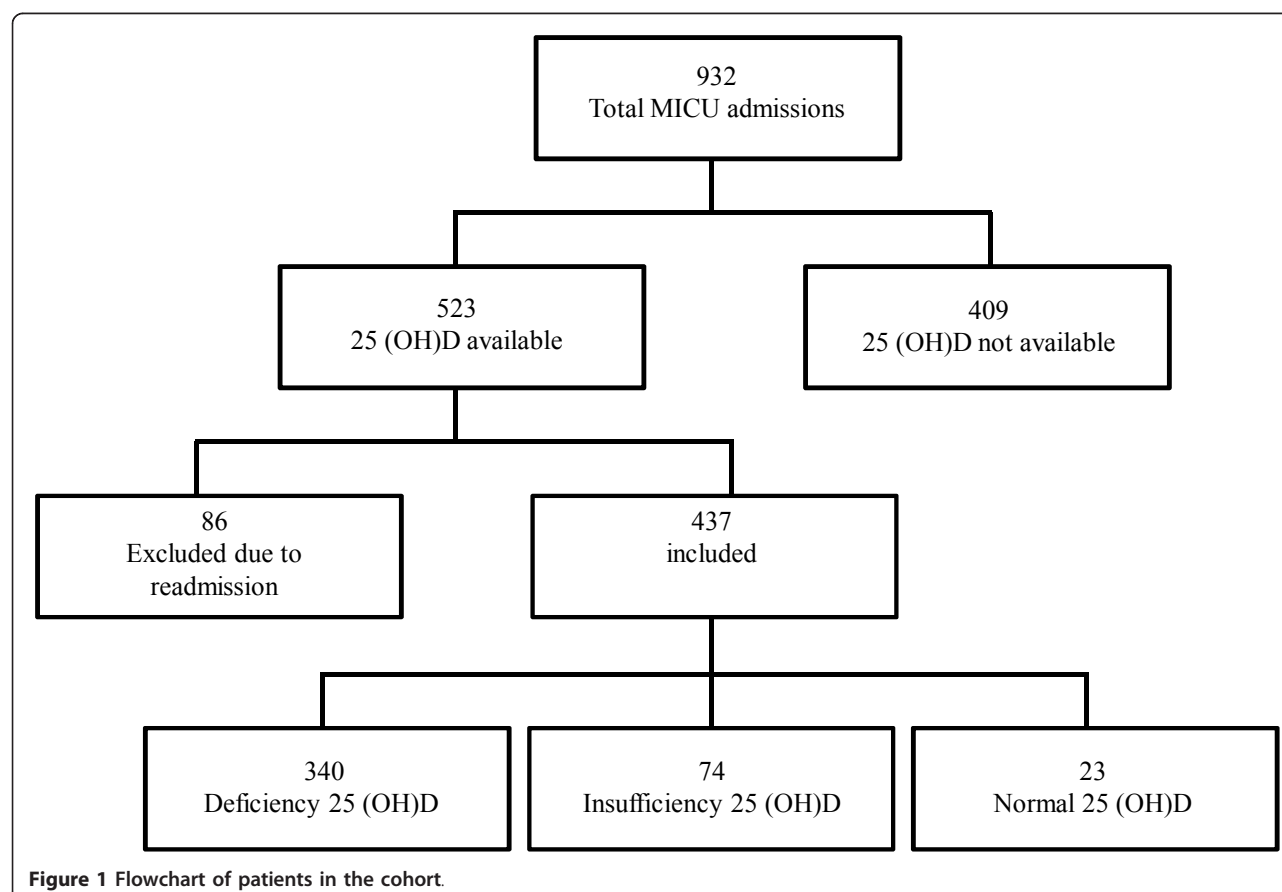 932
Total MICU admissions
523
25 (OH)D available
409
25 (OH)D not available
86
Excluded due to
readmission
437
included
340
Deficiency 25 (OH)D
74
Insufficiency 25 (OH)D
23
Normal 25 (OH)D
Figure 1 Flowchart of patients in the cohort.